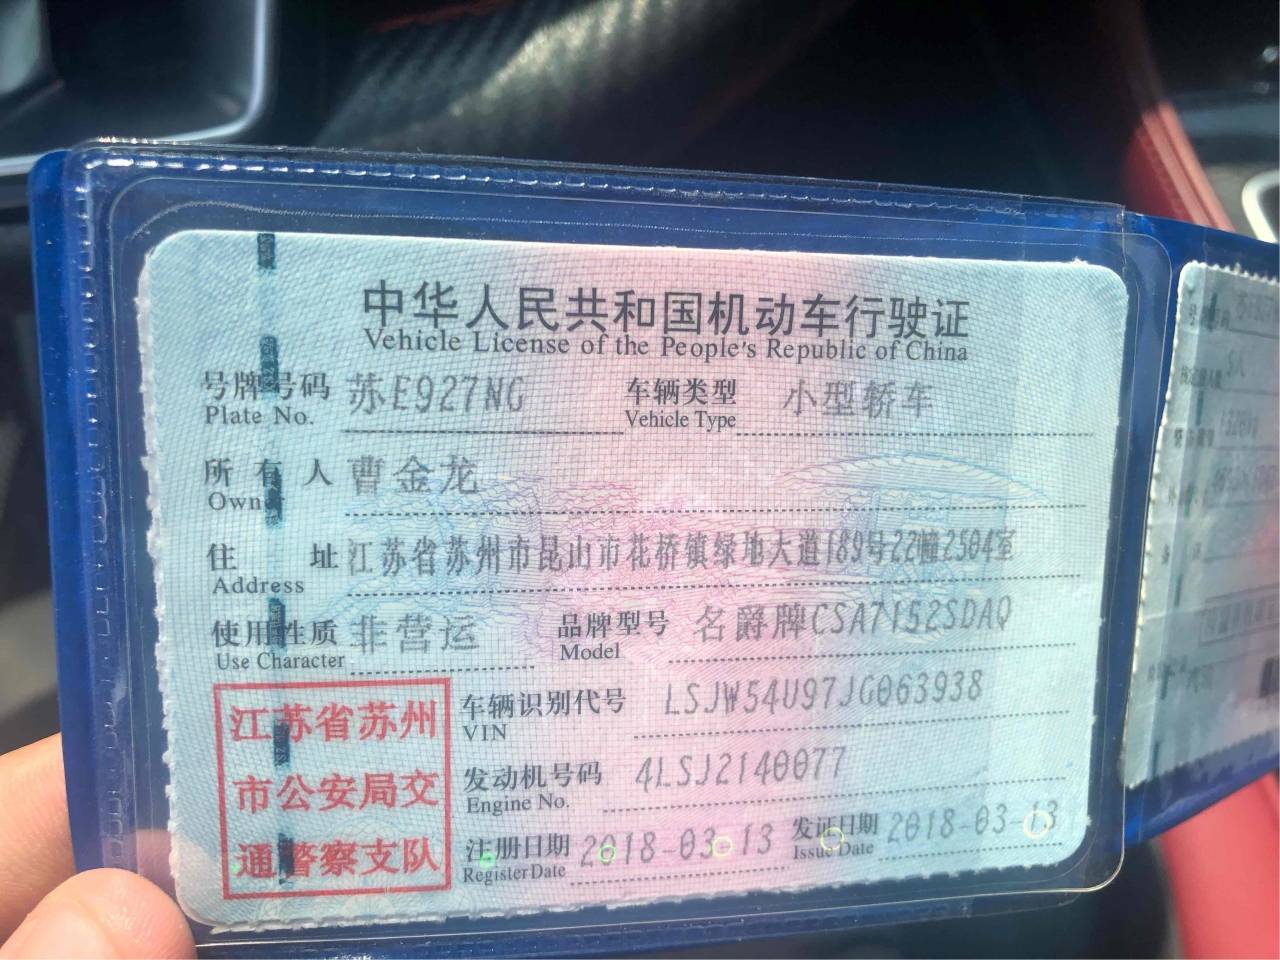 中华人民共和国机动车行驶证
Vehicle License of the People's Republic of China
号牌号码 苏E927NG 车辆类型 小型轿车
Plate No. Vehicle Type
所有人 曹金龙
Owner
住址 江苏省苏州市昆山市花桥镇绿地大道189号22幢2504室
Address
使用性质 非营运 品牌型号 名爵牌CSA7152SDAQ
Use Character Model
车辆识别代号 LSJW54U97JG063938
VIN
发动机号码 4LSJ2140077
Engine No.
注册日期 2018-03-13 发证日期 2018-03-13
Register Date Issue Date
江苏省苏州
市公安局交
通警察支队